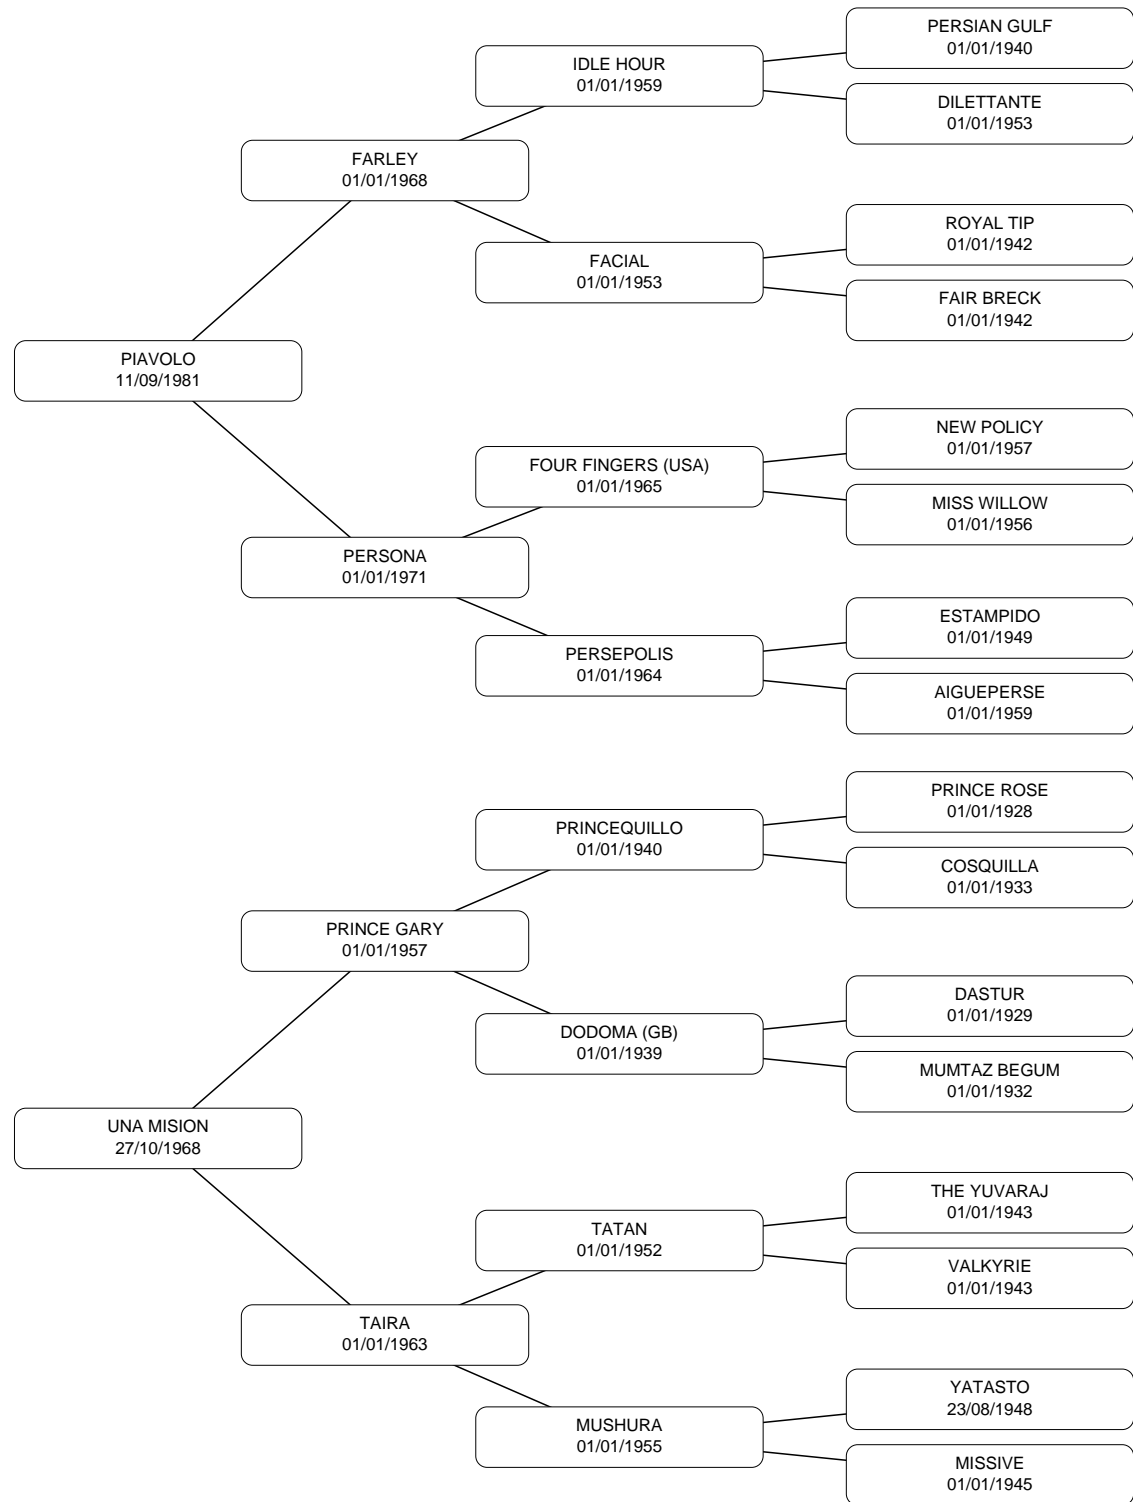 PERSIAN GULF
01/01/1940
IDLE HOUR
01/01/1959
DILETTANTE
01/01/1953
FARLEY
01/01/1968
ROYAL TIP
01/01/1942
FACIAL
01/01/1953
FAIR BRECK
01/01/1942
PIAVOLO
11/09/1981
NEW POLICY
01/01/1957
FOUR FINGERS (USA)
01/01/1965
MISS WILLOW
01/01/1956
PERSONA
01/01/1971
ESTAMPIDO
01/01/1949
PERSEPOLIS
01/01/1964
AIGUEPERSE
01/01/1959
PRINCE ROSE
01/01/1928
PRINCEQUILLO
01/01/1940
COSQUILLA
01/01/1933
PRINCE GARY
01/01/1957
DASTUR
01/01/1929
DODOMA (GB)
01/01/1939
MUMTAZ BEGUM
01/01/1932
UNA MISION
27/10/1968
THE YUVARAJ
01/01/1943
TATAN
01/01/1952
VALKYRIE
01/01/1943
TAIRA
01/01/1963
YATASTO
23/08/1948
MUSHURA
01/01/1955
MISSIVE
01/01/1945